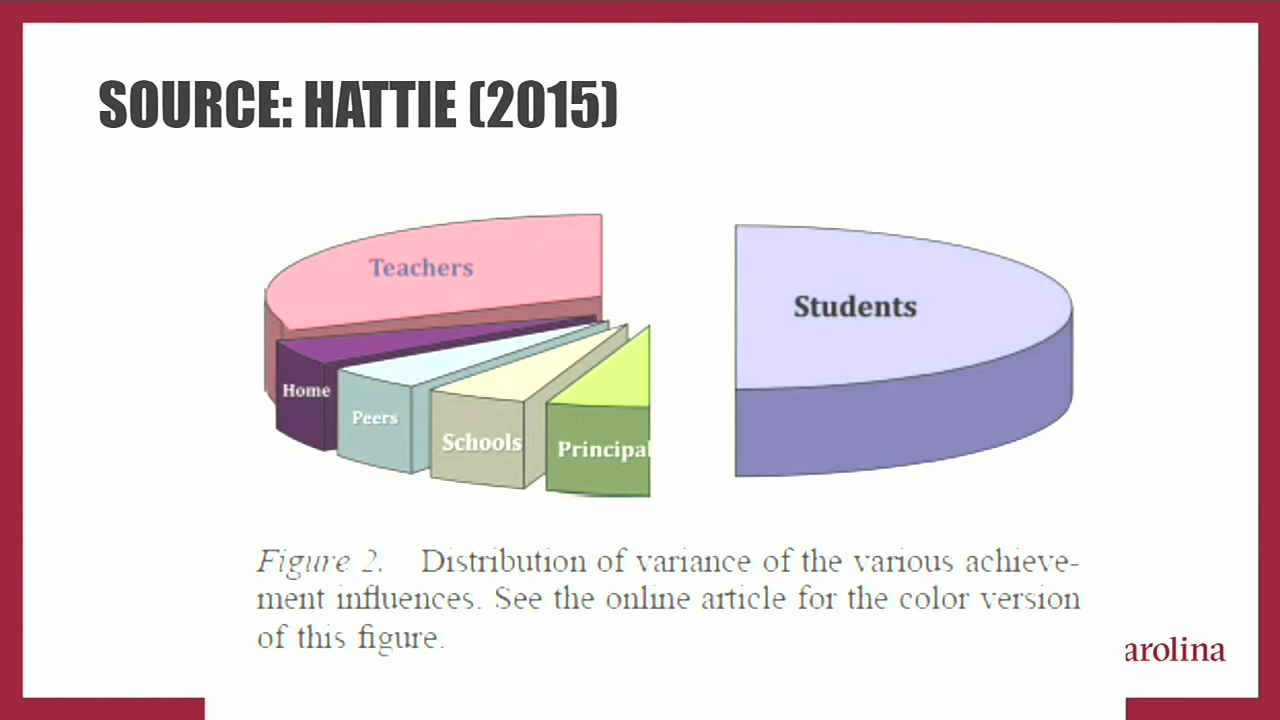 SOURCE: HATTIE (2015)
Teachers
Students
Home
Peers
Schools
Principal
Figure 2. Distribution of variance of the various achieve-
ment influences. See the online article for the color version
of this figure.
arolina